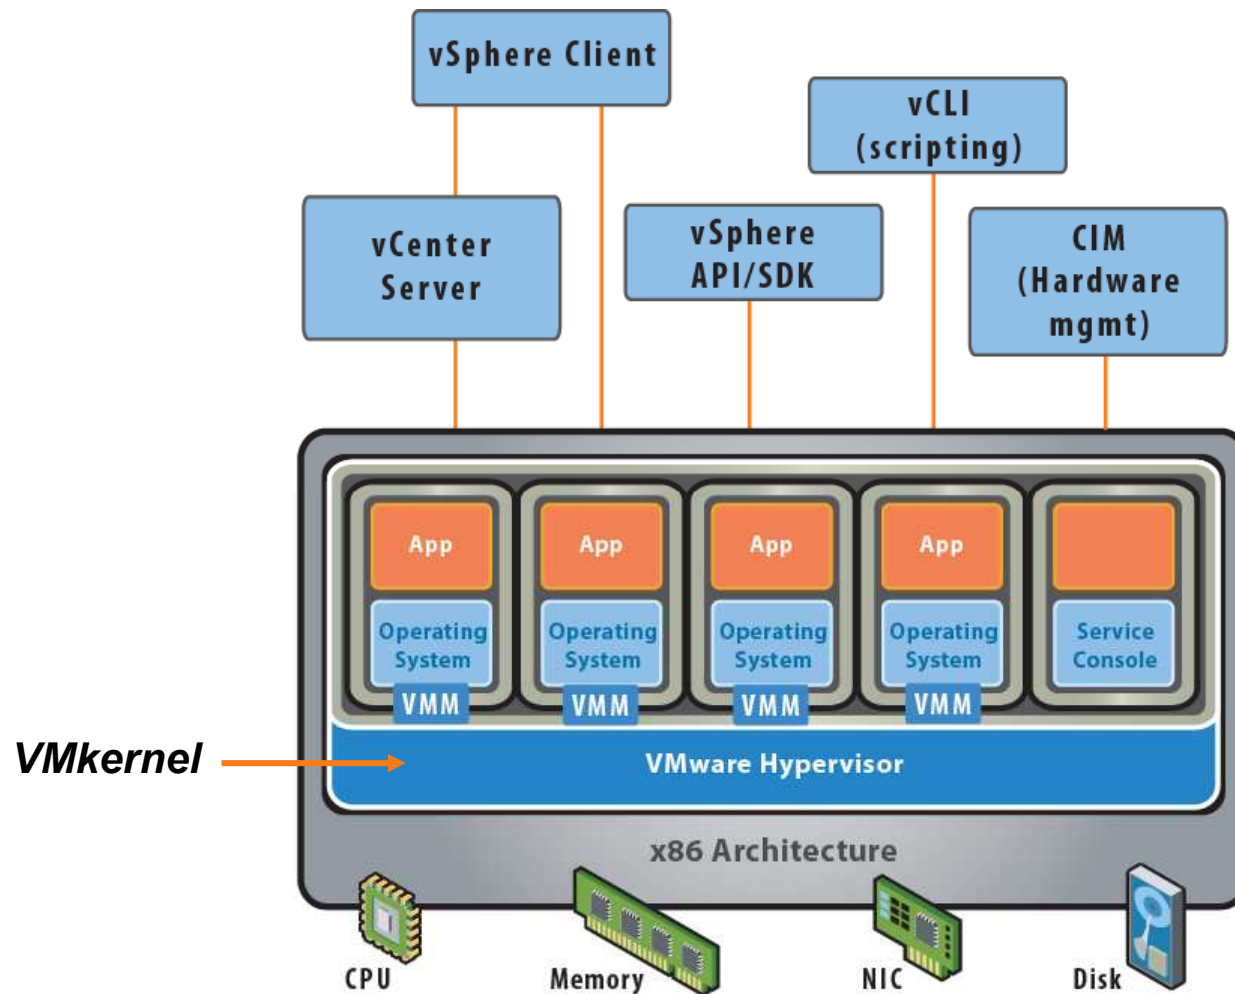 vSphere Client
vCLI
(scripting)
vCenter
Server
vSphere
API/SDK
CIM
(Hardware
mgmt)
App
App
App
App
Operating
System
Operating
System
Operating
System
Operating
System
Service
Console
VMM
VMM
VMM
VMM
VMkernel
VMware Hypervisor
x86 Architecture
CPU
Memory
NIC
Disk